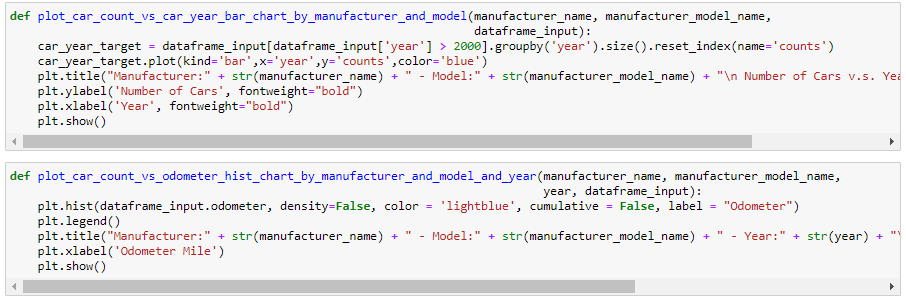 def plot_car_count_vs_car_year_bar_chart_by_manufacturer_and_model(manufacturer_name, manufacturer_model_name,
                                                                   dataframe_input):
    car_year_target = dataframe_input[dataframe_input['year'] > 2000].groupby('year').size().reset_index(name='counts')
    car_year_target.plot(kind='bar',x='year',y='counts',color='blue')
    plt.title("Manufacturer:" + str(manufacturer_name) + " - Model:" + str(manufacturer_model_name) + "\n Number of Cars v.s. Yea
    plt.ylabel('Number of Cars', fontweight="bold")
    plt.xlabel('Year', fontweight="bold")
    plt.show()
def plot_car_count_vs_odometer_hist_chart_by_manufacturer_and_model_and_year(manufacturer_name, manufacturer_model_name,
                                                                             year, dataframe_input):
    plt.hist(dataframe_input.odometer, density=False, color = 'lightblue', cumulative = False, label = "Odometer")
    plt.legend()
    plt.title("Manufacturer:" + str(manufacturer_name) + " - Model:" + str(manufacturer_model_name) + " - Year:" + str(year) + "\
    plt.xlabel('Odometer Mile')
    plt.show()